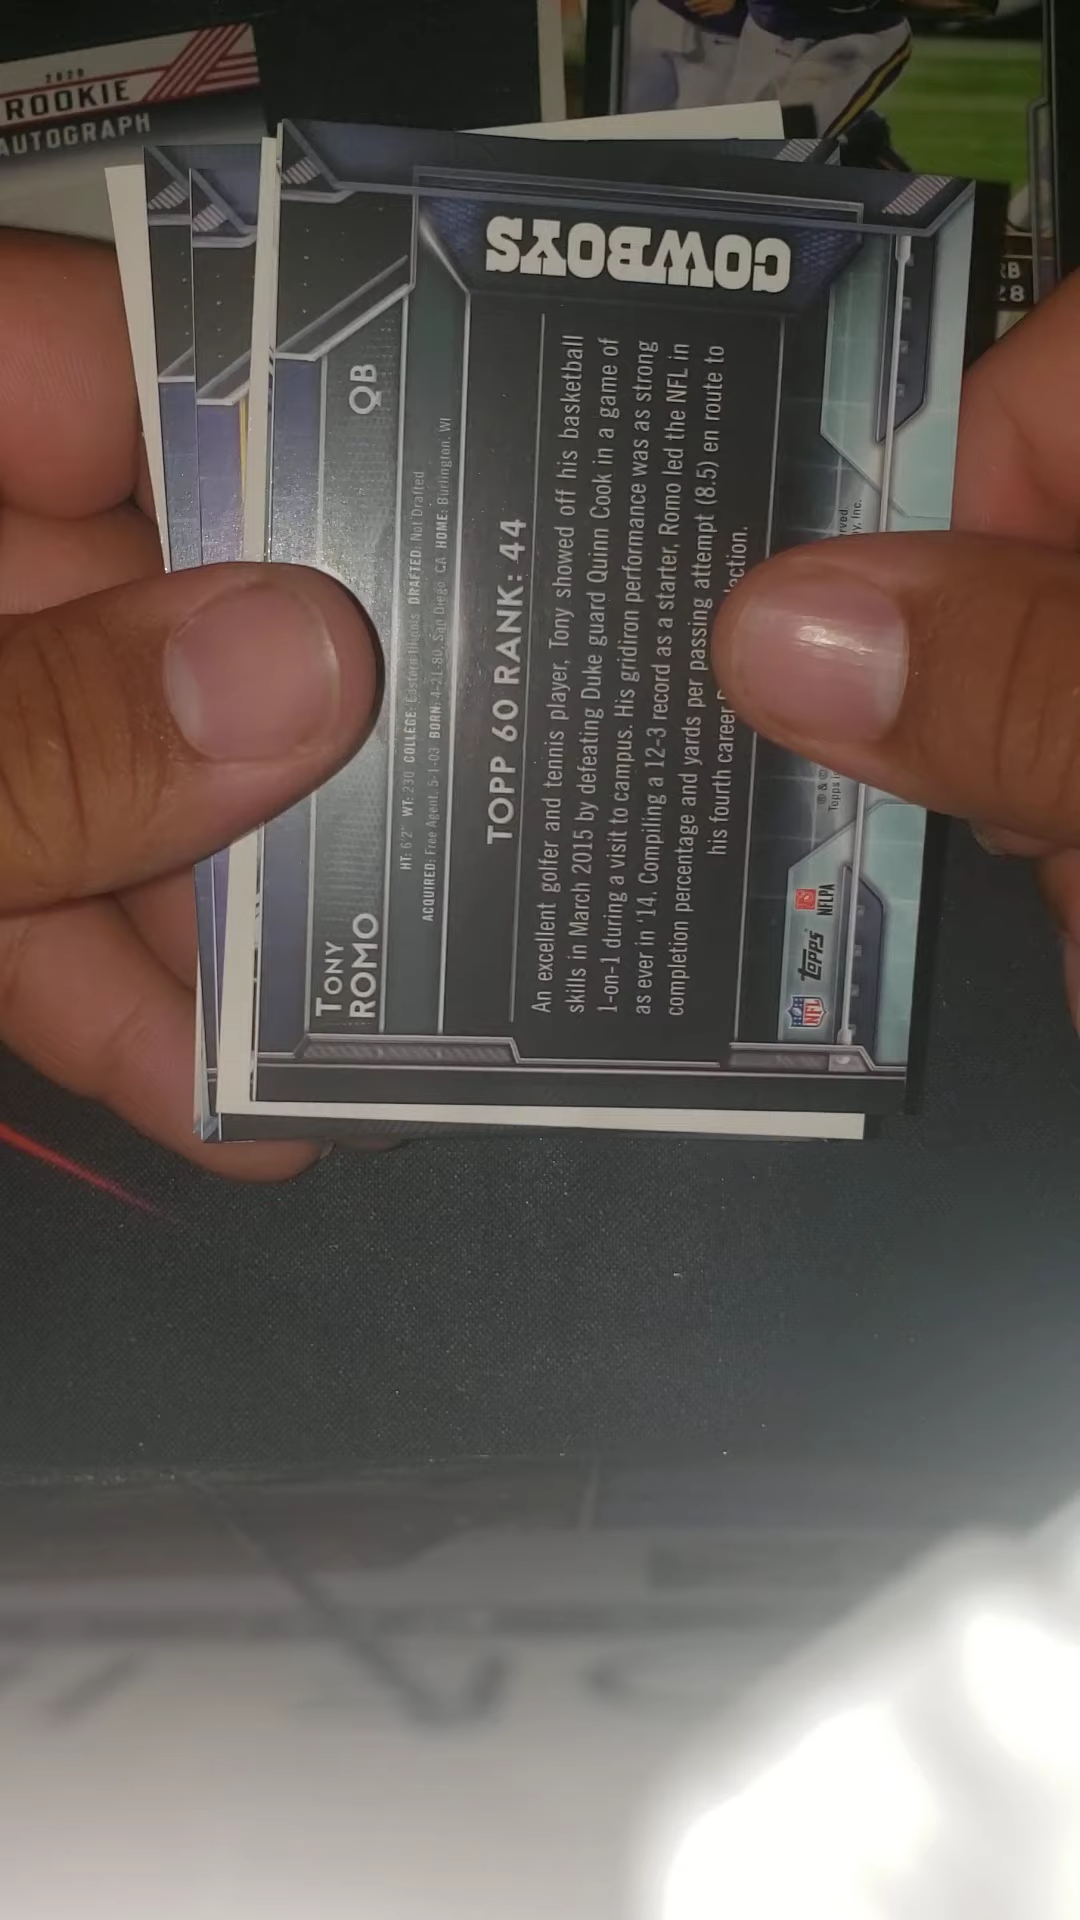 2020
ROOKIE
AUTOGRAPH
RB
28
COWBOYS
TONY
ROMO
QB
HT: 6'2" WT: 230 COLLEGE: Eastern Illinois DRAFTED: Not Drafted
ACQUIRED: Free Agent, 5-1-03 BORN: 4-21-80, San Diego, CA HOME: Burlington, WI
TOPP 60 RANK: 44
An excellent golfer and tennis player, Tony showed off his basketball
skills in March 2015 by defeating Duke guard Quinn Cook in a game of
1-on-1 during a visit to campus. His gridiron performance was as strong
as ever in '14. Compiling a 12-3 record as a starter, Romo led the NFL in
completion percentage and yards per passing attempt (8.5) en route to
his fourth career
NFL
Topps
NFLPA
® & ©
Topps